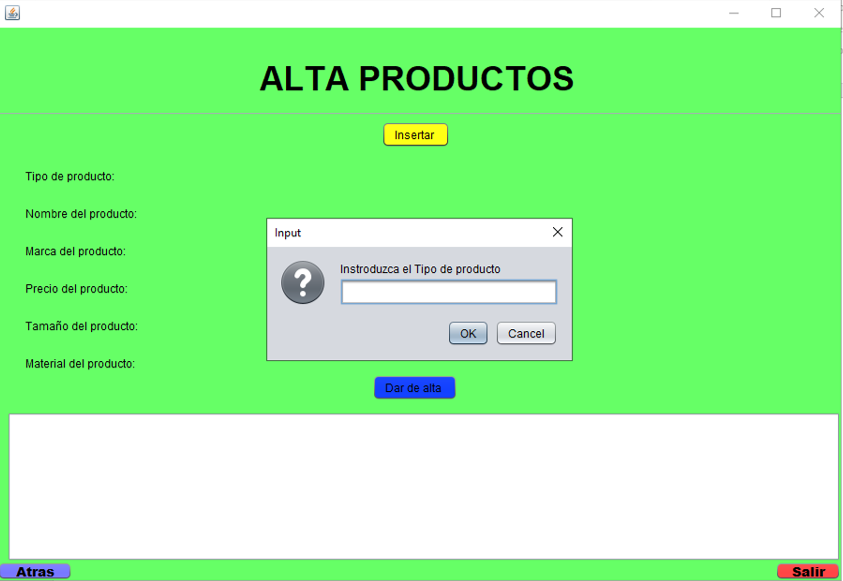 ALTA PRODUCTOS
Insertar
Tipo de producto:
Nombre del producto:
Input
Marca del producto:
Instroduzca el Tipo de producto
Precio del producto:
Tamaño del producto:
OK Cancel
Material del producto:
Dar de alta
Atras Salir